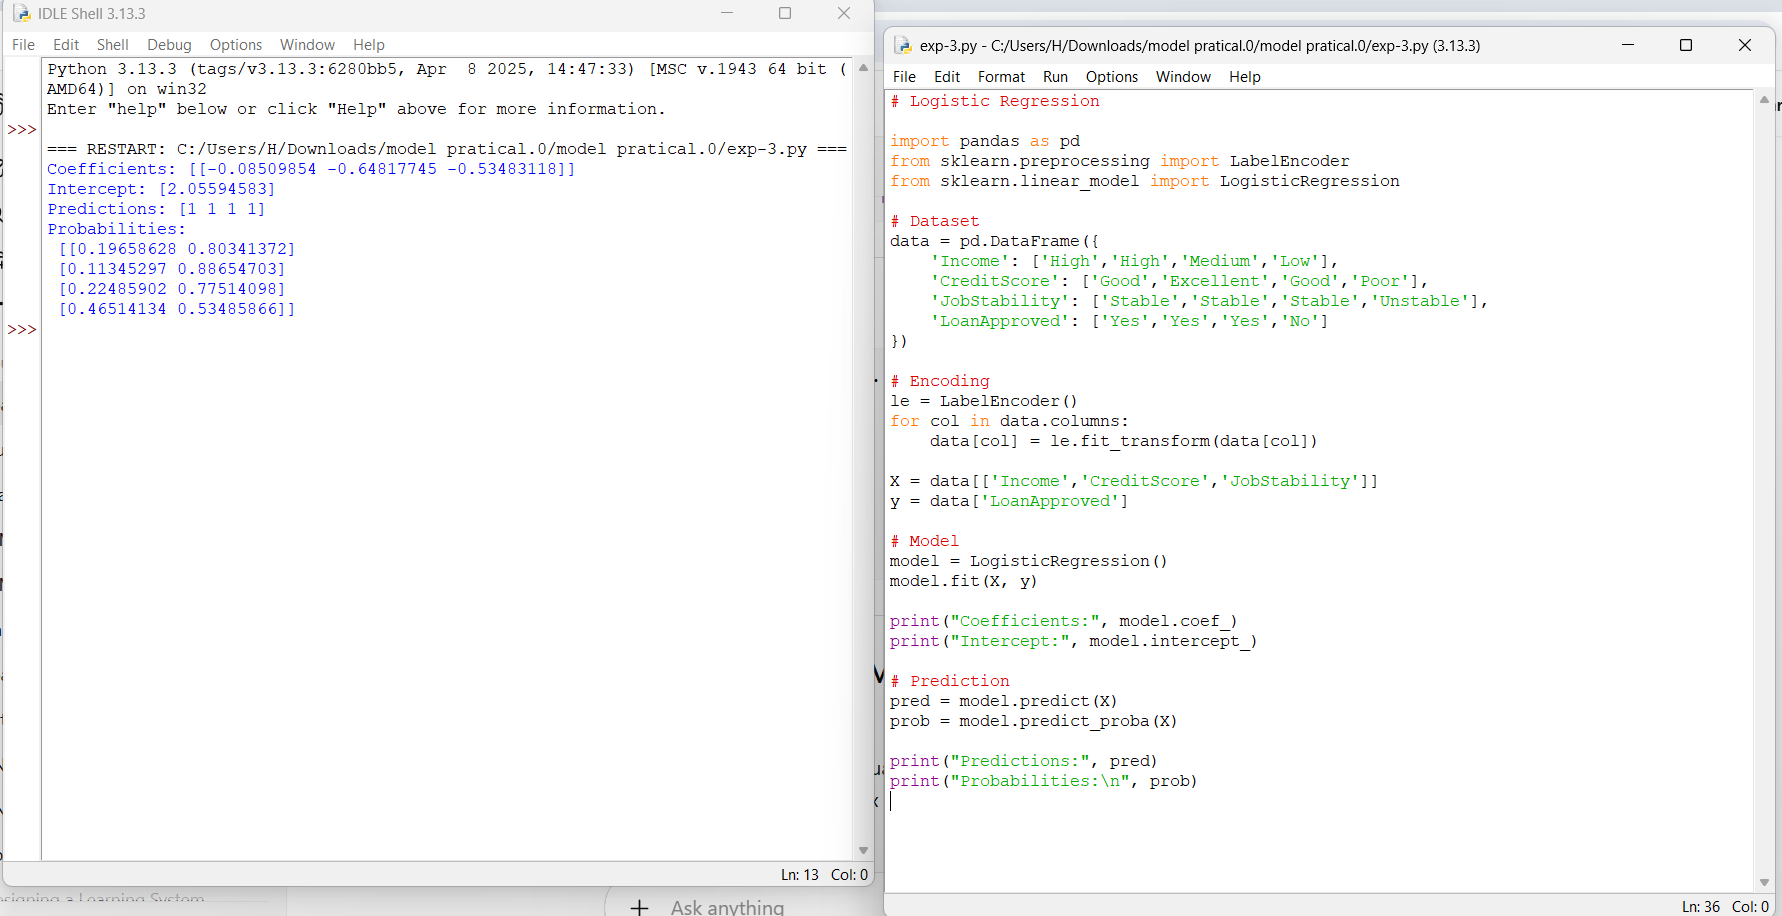 IDLE Shell 3.13.3
File Edit Shell Debug Options Window Help
Python 3.13.3 (tags/v3.13.3:6280bb5, Apr  8 2025, 14:47:33) [MSC v.1943 64 bit (
AMD64)] on win32
Enter "help" below or click "Help" above for more information.
>>>
=== RESTART: C:/Users/H/Downloads/model pratical.0/model pratical.0/exp-3.py ===
Coefficients: [[-0.08509854 -0.64817745 -0.53483118]]
Intercept: [2.05594583]
Predictions: [1 1 1 1]
Probabilities:
 [[0.19658628 0.80341372]
 [0.11345297 0.88654703]
 [0.22485902 0.77514098]
 [0.46514134 0.53485866]]
>>>
Ln: 13 Col: 0
exp-3.py - C:/Users/H/Downloads/model pratical.0/model pratical.0/exp-3.py (3.13.3)
File Edit Format Run Options Window Help
# Logistic Regression
import pandas as pd
from sklearn.preprocessing import LabelEncoder
from sklearn.linear_model import LogisticRegression
# Dataset
data = pd.DataFrame({
    'Income': ['High','High','Medium','Low'],
    'CreditScore': ['Good','Excellent','Good','Poor'],
    'JobStability': ['Stable','Stable','Stable','Unstable'],
    'LoanApproved': ['Yes','Yes','Yes','No']
})
# Encoding
le = LabelEncoder()
for col in data.columns:
    data[col] = le.fit_transform(data[col])
X = data[['Income','CreditScore','JobStability']]
y = data['LoanApproved']
# Model
model = LogisticRegression()
model.fit(X, y)
print("Coefficients:", model.coef_)
print("Intercept:", model.intercept_)
# Prediction
pred = model.predict(X)
prob = model.predict_proba(X)
print("Predictions:", pred)
print("Probabilities:\n", prob)
Ln: 36 Col: 0
Ask anything